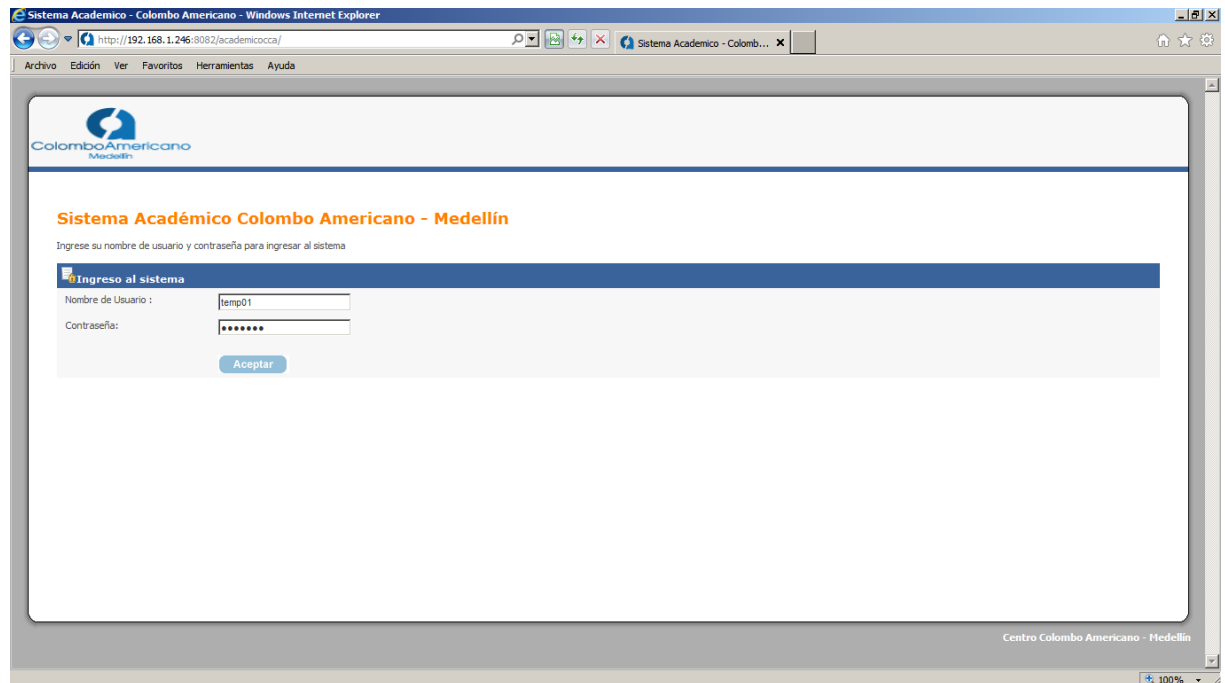 Sistema Academico - Colombo Americano - Windows Internet Explorer
http://192.168.1.246:8082/academicocca/
Sistema Academico - Colomb...
Archivo Edición Ver Favoritos Herramientas Ayuda
ColomboAmericano
Medellín
Sistema Académico Colombo Americano - Medellín
Ingrese su nombre de usuario y contraseña para ingresar al sistema
Ingreso al sistema
Nombre de Usuario : temp01
Contraseña: •••••••
Aceptar
Centro Colombo Americano - Medellín
100%